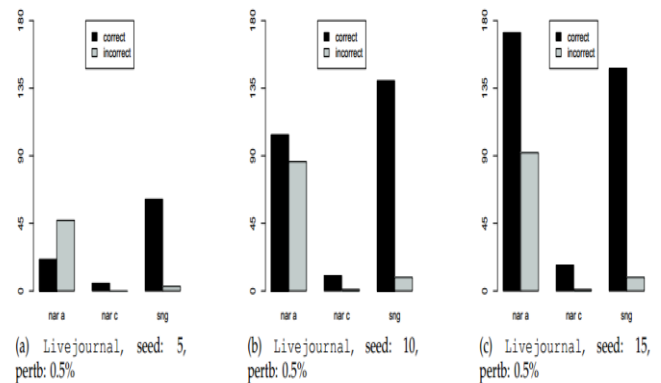 180
135
90
45
0
correct
incorrect
nar a
nar c
sng
(a) Livejournal, seed: 5,
pertb: 0.5%
180
135
90
45
0
correct
incorrect
nar a
nar c
sng
(b) Livejournal, seed: 10,
pertb: 0.5%
180
135
90
45
0
correct
incorrect
nar a
nar c
sng
(c) Livejournal, seed: 15,
pertb: 0.5%